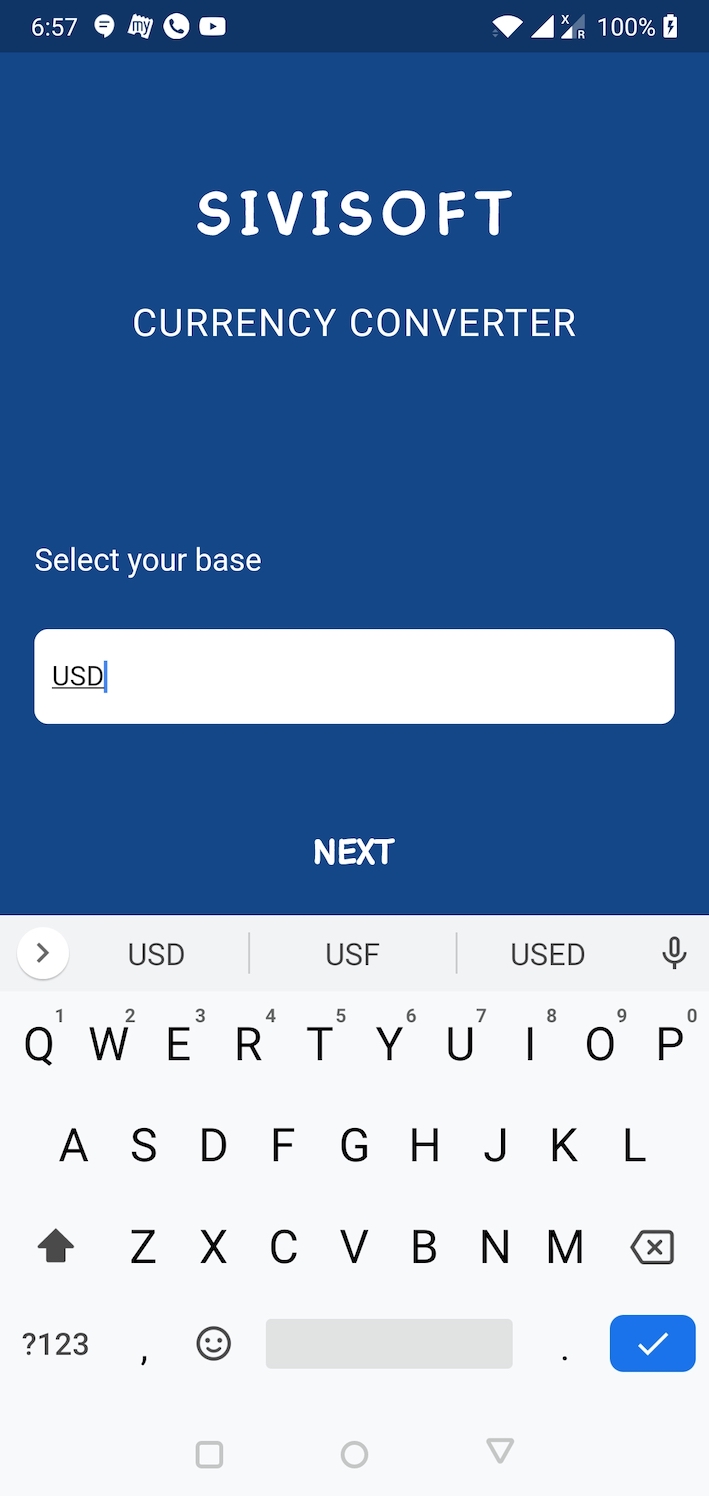 6:57 my X R 100%
SIVISOFT
CURRENCY CONVERTER
Select your base
USD
NEXT
USD USF USED
1 2 3 4 5 6 7 8 9 0
Q W E R T Y U I O P
A S D F G H J K L
Z X C V B N M
?123 , .